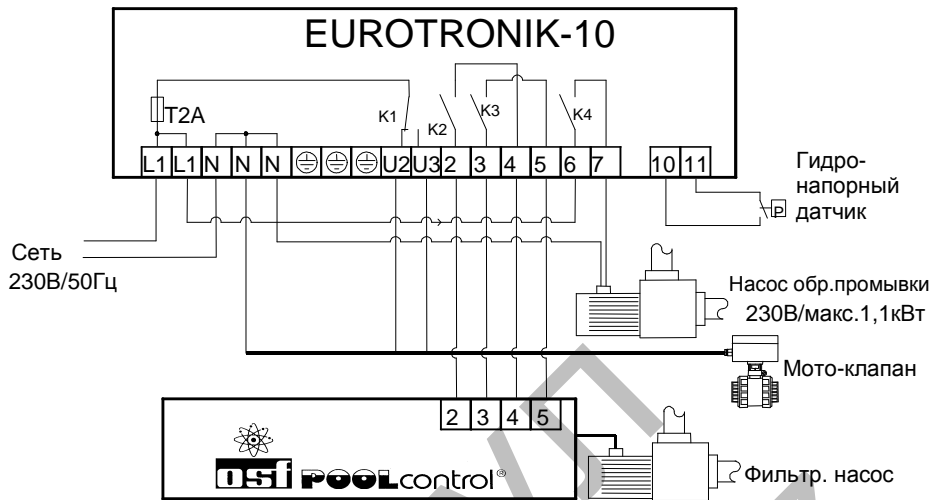 EUROTRONIK-10
T2A
K1
K2
K3
K4
L1 L1 N N N U2 U3 2 3 4 5 6 7 10 11
Гидро-
напорный
датчик
P
Сеть
230В/50Гц
Насос обр.промывки
230В/макс.1,1кВт
Мото-клапан
2 3 4 5
osf POOLcontrol®
Фильтр. насос